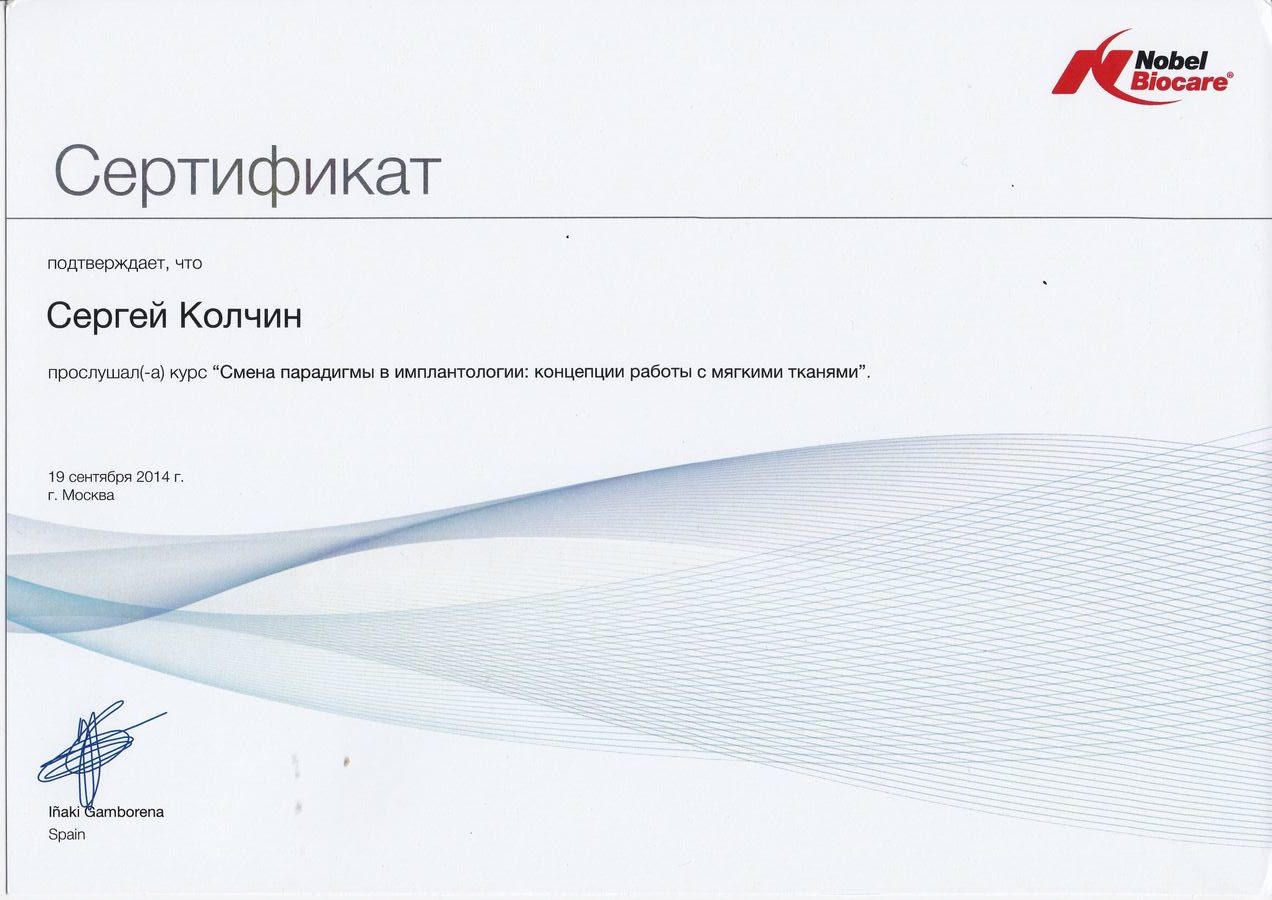 Nobel
Biocare®
Сертификат
подтверждает, что
Сергей Колчин
прослушал(-а) курс “Смена парадигмы в имплантологии: концепции работы с мягкими тканями”.
19 сентября 2014 г.
г. Москва
Iñaki Gamborena
Spain